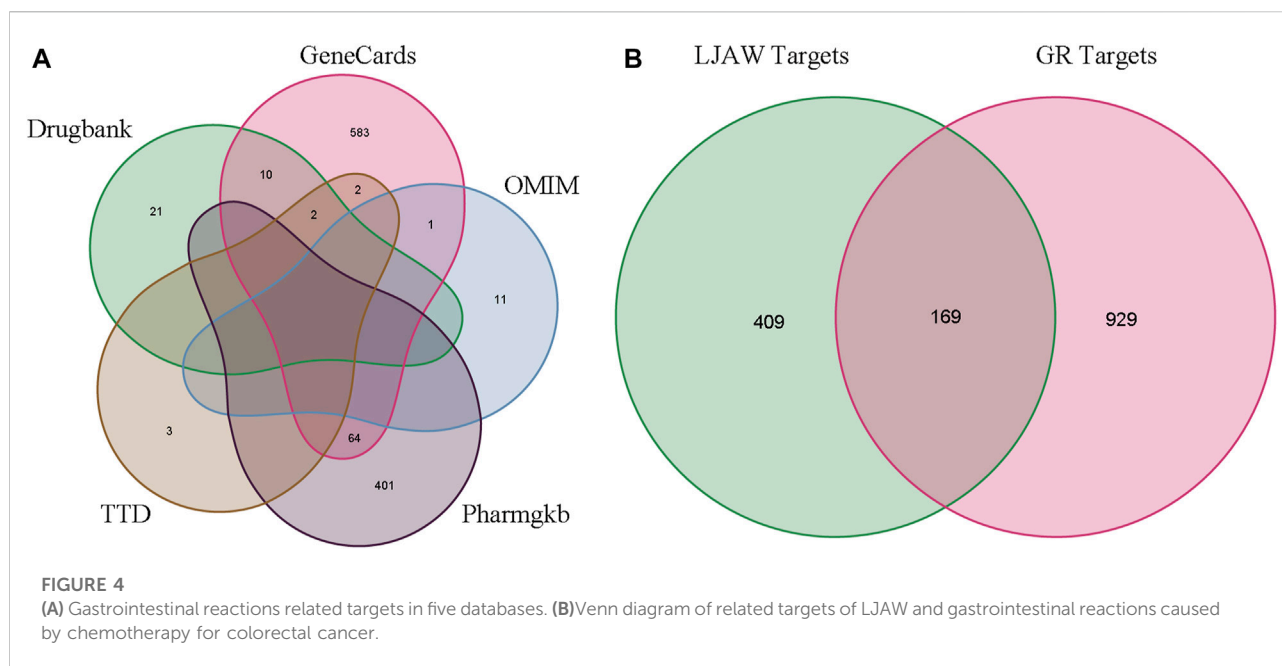 A
GeneCards
Drugbank
OMIM
TTD
Pharmgkb
583
10
2
21
2
1
11
3
64
401
B
LJAW Targets
GR Targets
409
169
929
FIGURE 4
(A) Gastrointestinal reactions related targets in five databases. (B)Venn diagram of related targets of LJAW and gastrointestinal reactions caused
by chemotherapy for colorectal cancer.